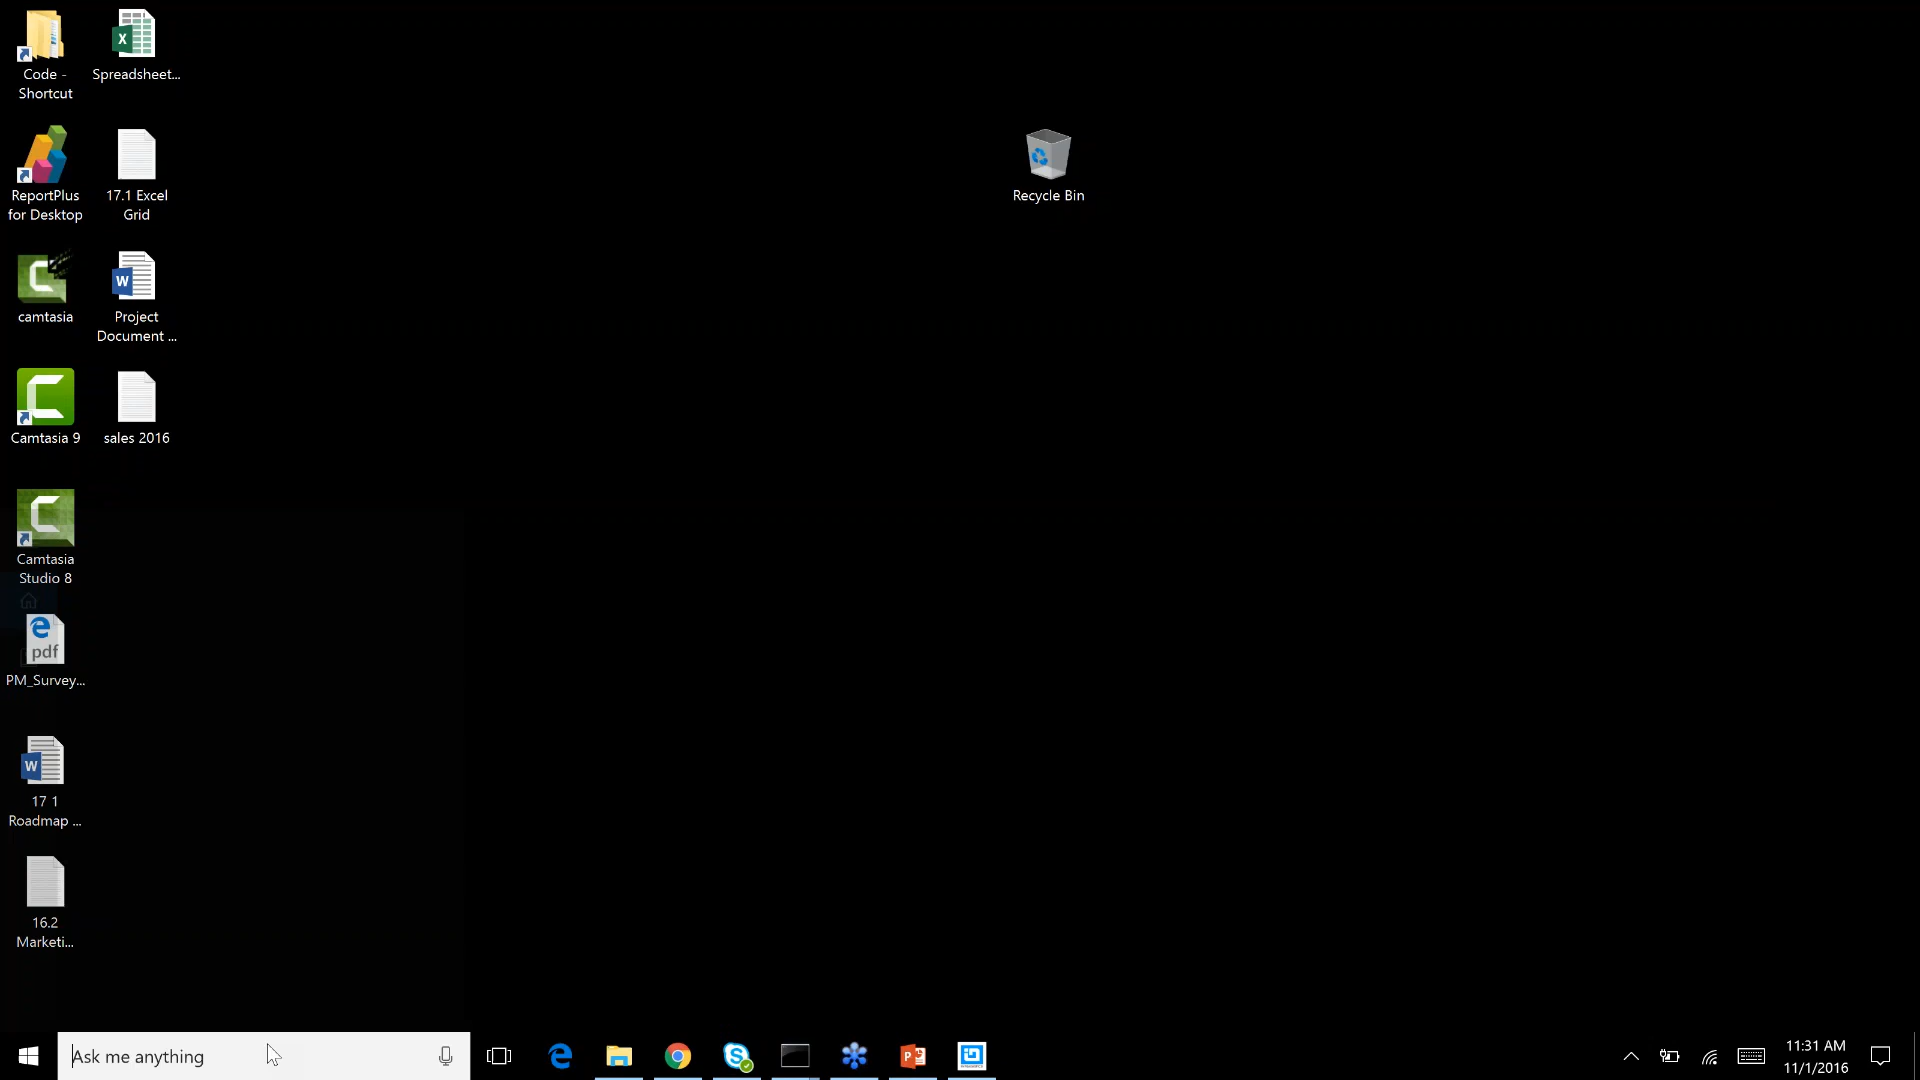 Code -
Shortcut
Spreadsheet...
ReportPlus
for Desktop
17.1 Excel
Grid
Recycle Bin
camtasia
Project
Document ...
Camtasia 9
sales 2016
Camtasia
Studio 8
pdf
PM_Survey...
17 1
Roadmap ...
16.2
Marketi...
Ask me anything
11:31 AM
11/1/2016